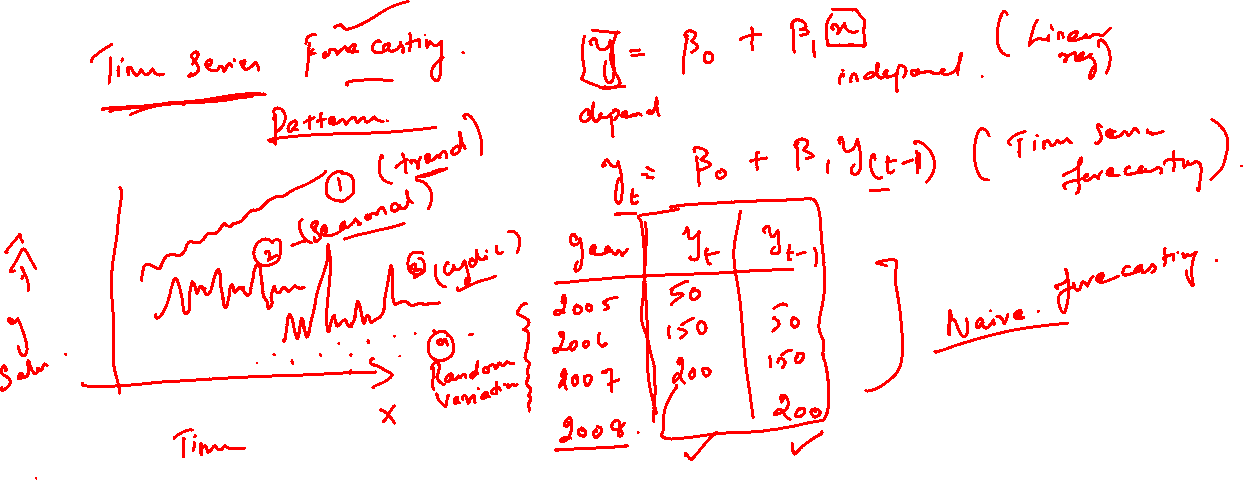 Time Series Forecasting.
Pattern
① (trend)
② (seasonal)
③ (cyclic)
④
Random
Variation
y
Sales
x
Time
y = β₀ + β₁ x (Linear reg)
depend
independ.
yₜ = β₀ + β₁ y(t-1) (Time Series forecasting).
year yₜ yₜ₋₁
2005 50
2006 150 50
2007 200 150
2008. 200
Naive forecasting.